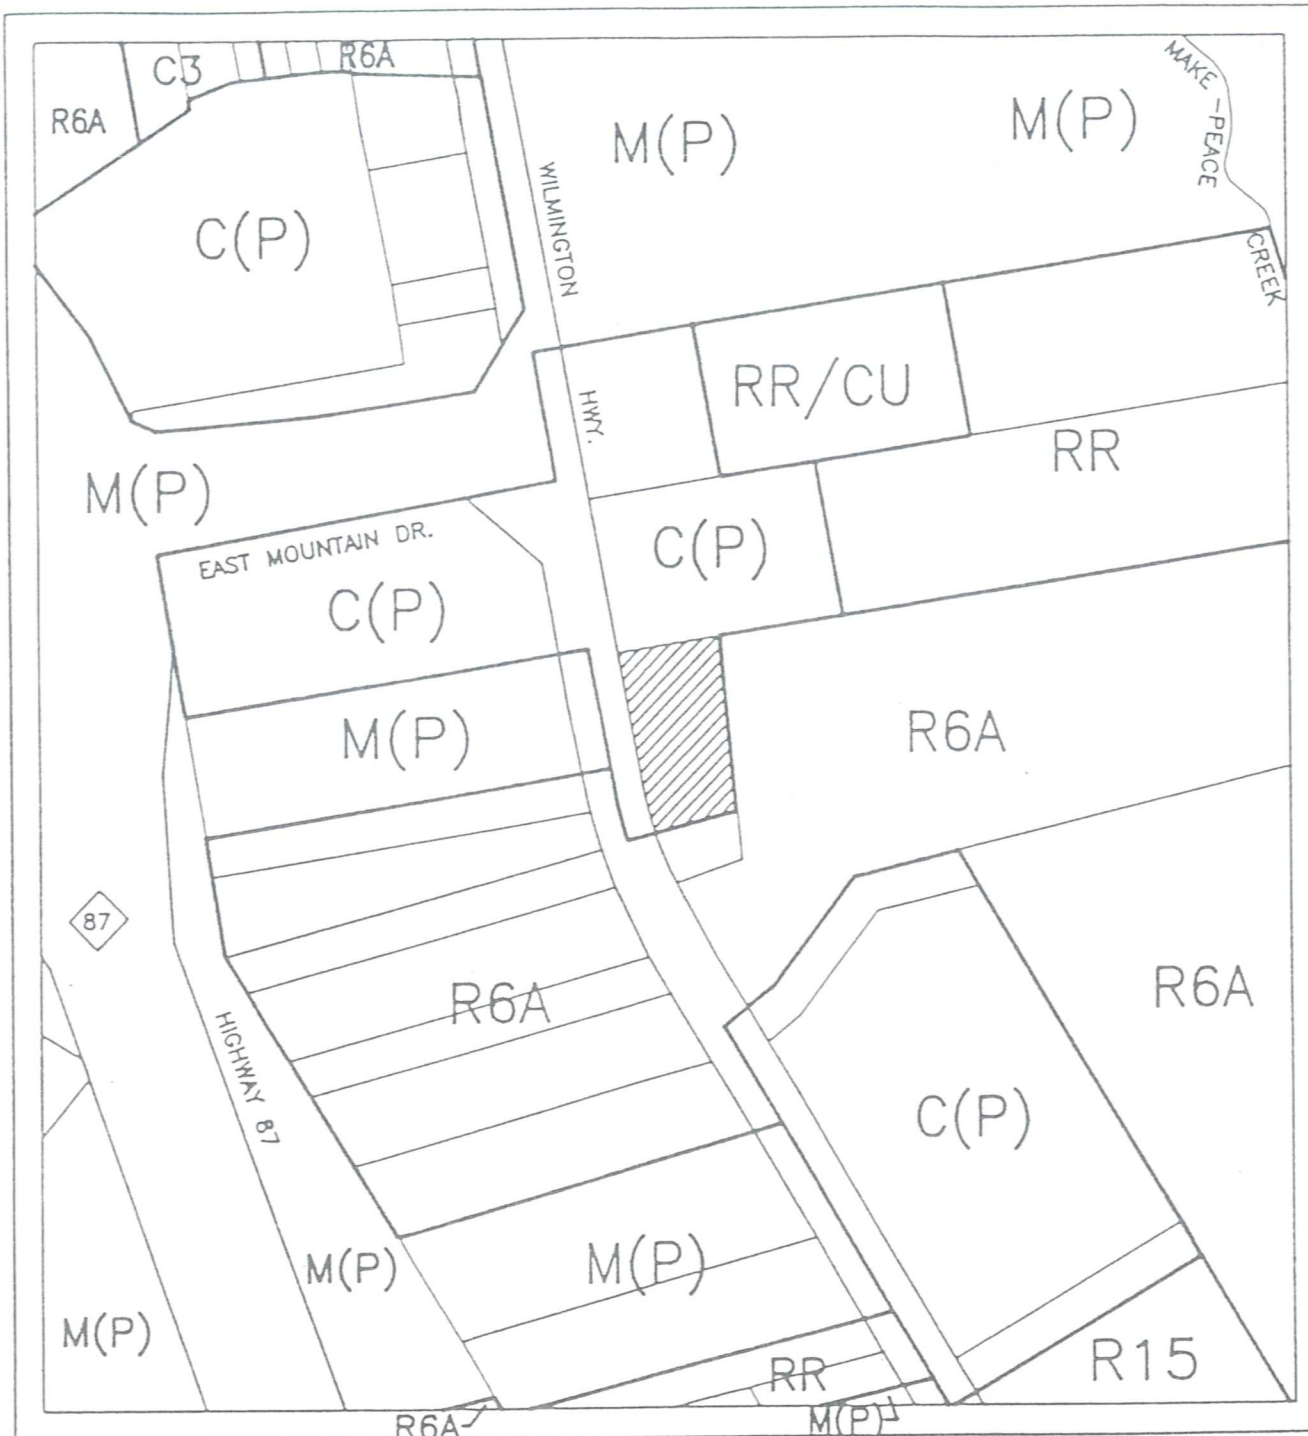 C3
R6A
R6A
M(P)
M(P)
MAKE-PEACE
CREEK
C(P)
WILMINGTON
HWY.
RR/CU
RR
M(P)
EAST MOUNTAIN DR.
C(P)
C(P)
M(P)
R6A
87
R6A
R6A
HIGHWAY 87
C(P)
M(P)
M(P)
M(P)
RR
R15
R6A
M(P)